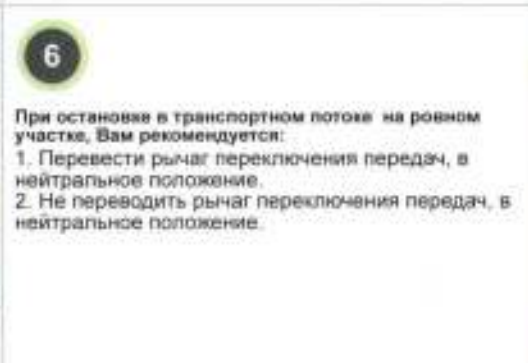 6
При остановке в транспортном потоке на ровном
участке, Вам рекомендуется:
1. Перевести рычаг переключения передач, в
нейтральное положение.
2. Не переводить рычаг переключения передач, в
нейтральное положение.